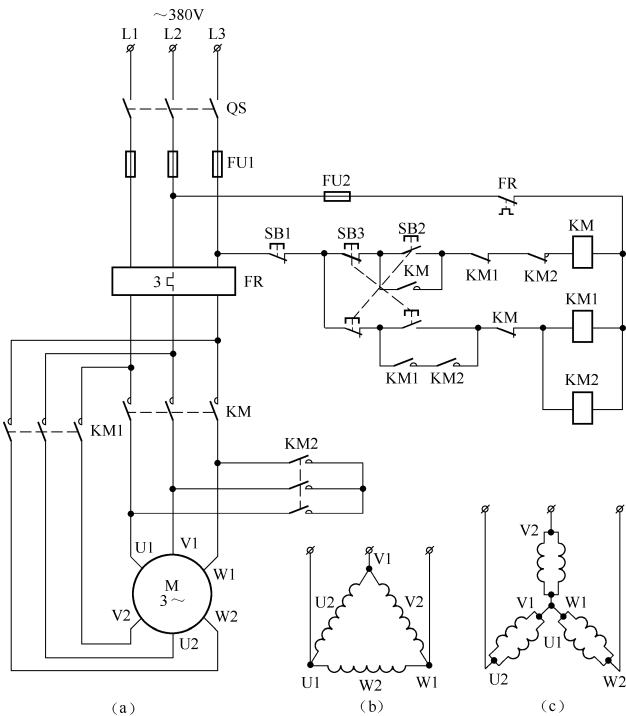 ～380V
L1 L2 L3
QS
FU1
FU2 FR
SB1 SB3 SB2 KM
KM KM1 KM2
3 FR
KM KM1
KM1 KM2
KM2
KM1 KM
KM2
U1 V1 W1
M
3～
V2 U2 W2
V1
U2 V2
U1 W2 W1
V2
V1 W1
U1
U2 W2
（a） （b） （c）